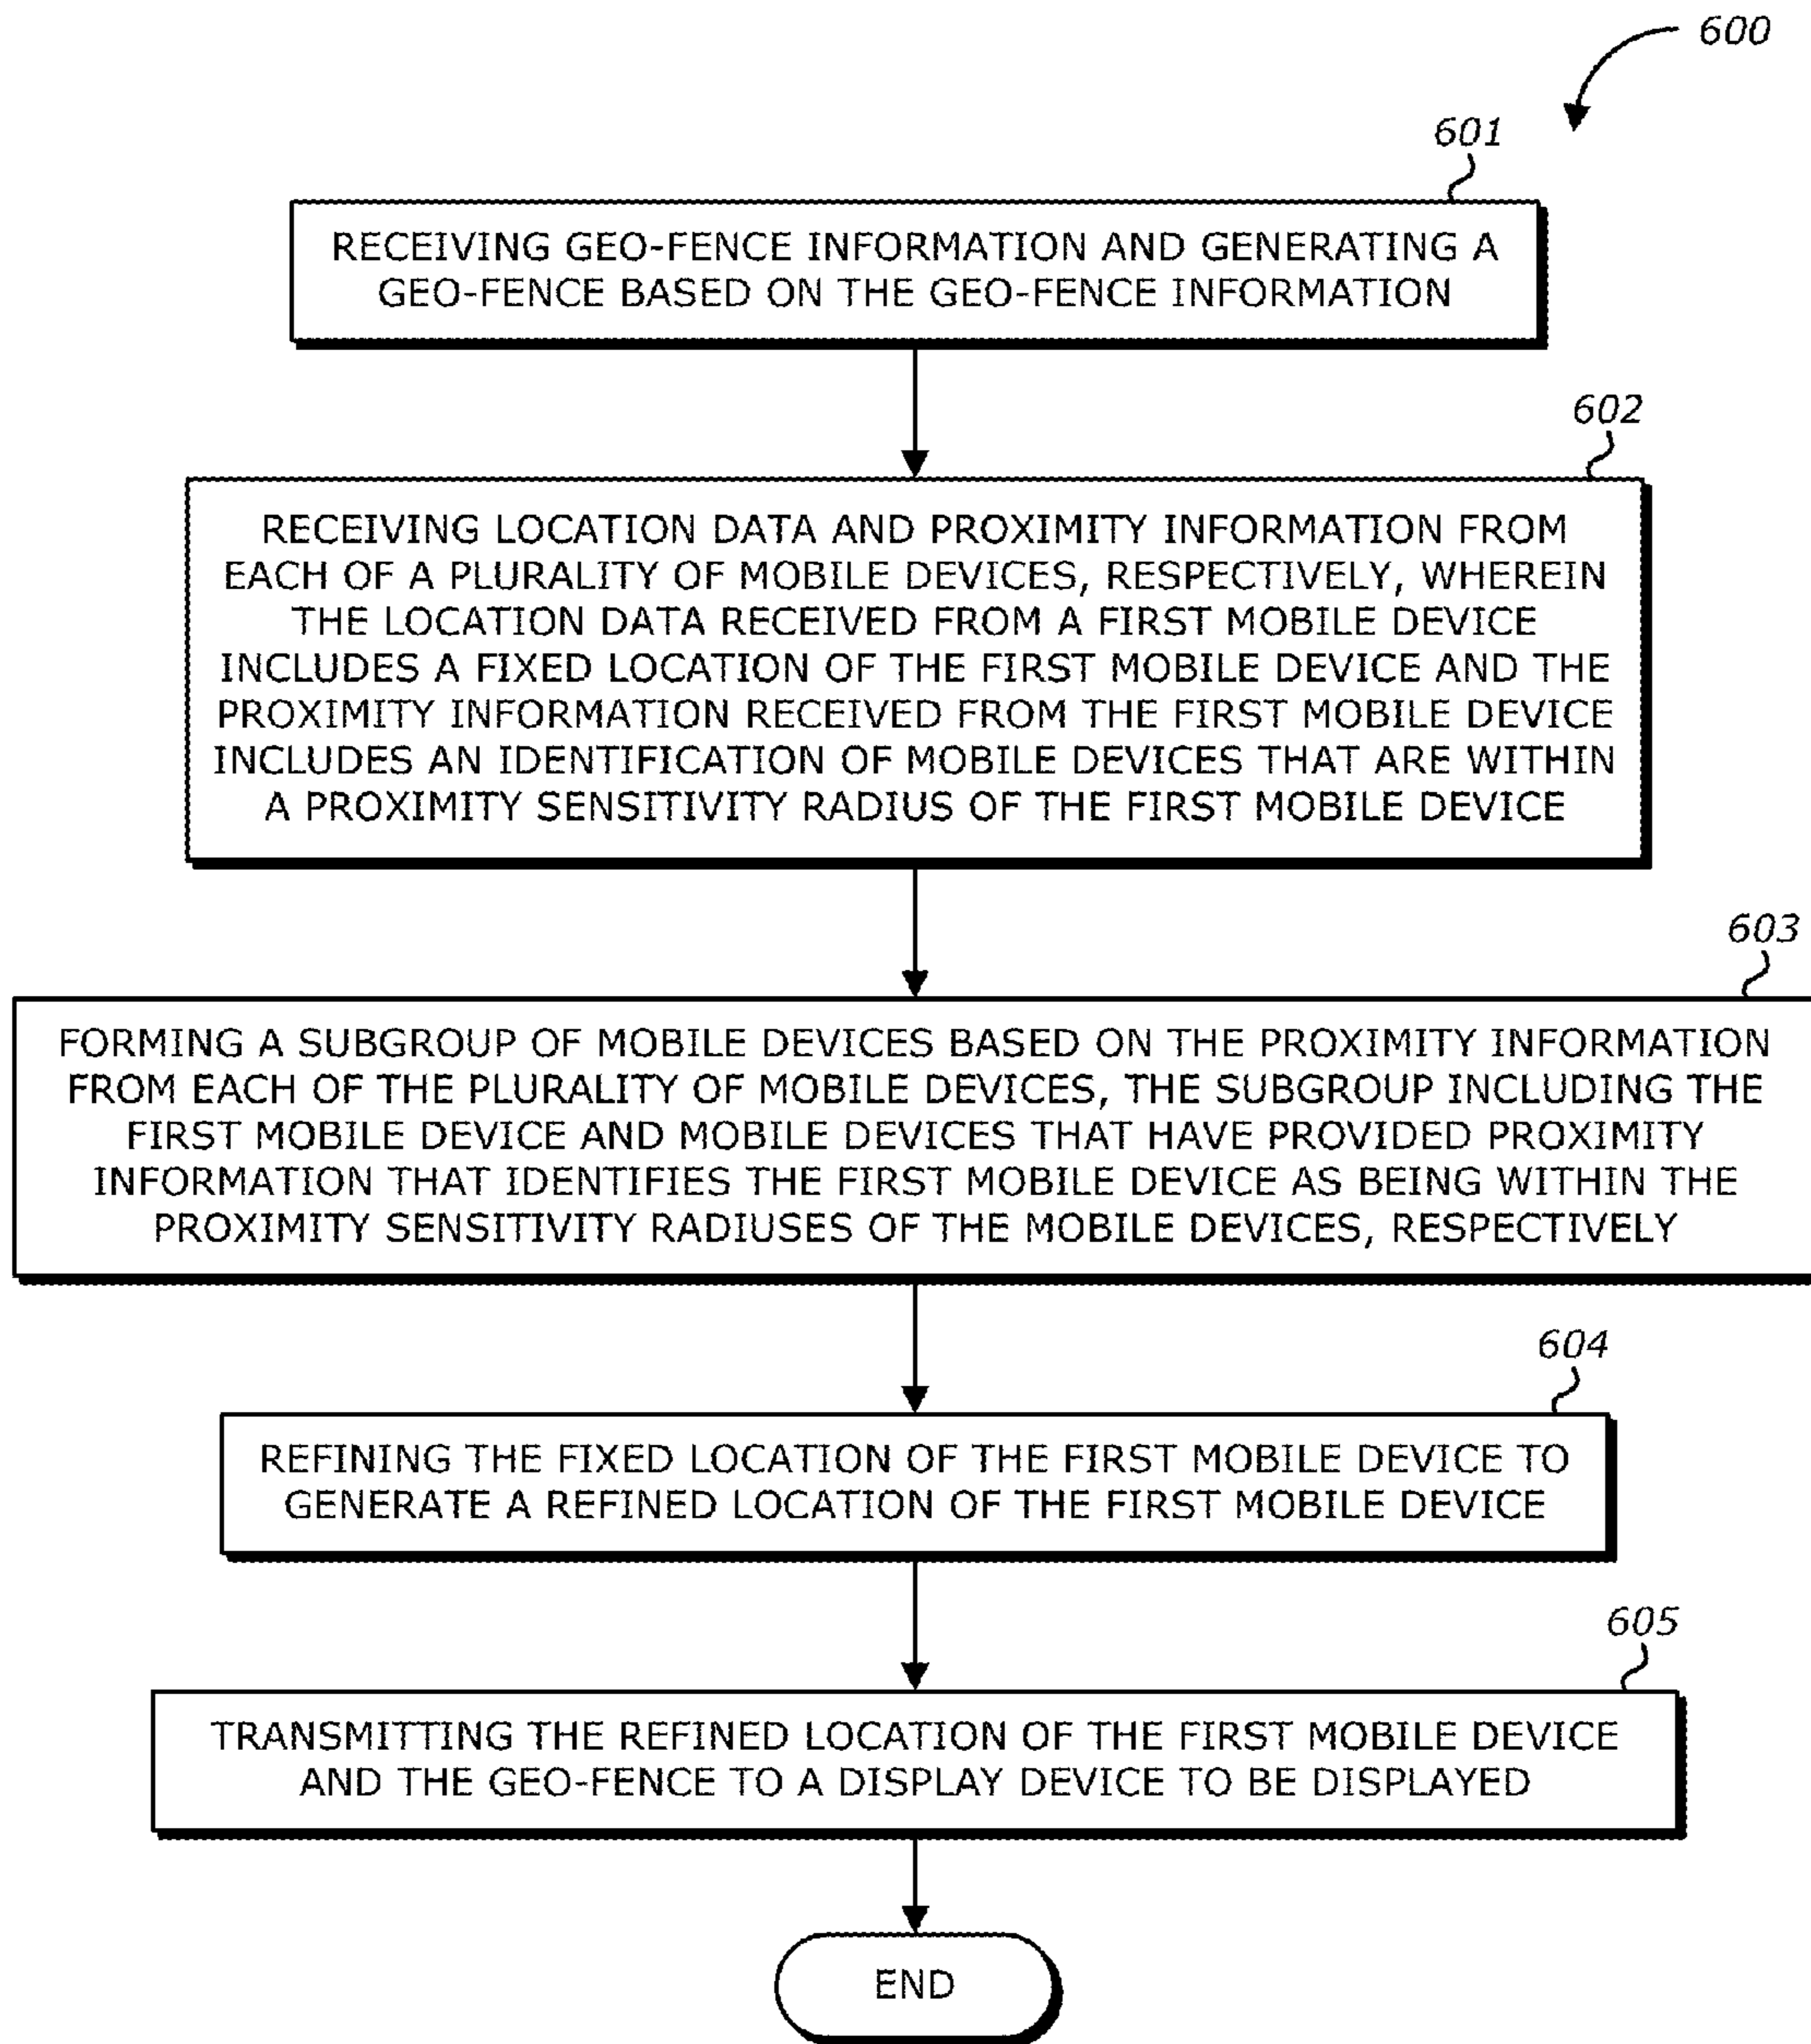 600
601
RECEIVING GEO-FENCE INFORMATION AND GENERATING A
GEO-FENCE BASED ON THE GEO-FENCE INFORMATION
602
RECEIVING LOCATION DATA AND PROXIMITY INFORMATION FROM
EACH OF A PLURALITY OF MOBILE DEVICES, RESPECTIVELY, WHEREIN
THE LOCATION DATA RECEIVED FROM A FIRST MOBILE DEVICE
INCLUDES A FIXED LOCATION OF THE FIRST MOBILE DEVICE AND THE
PROXIMITY INFORMATION RECEIVED FROM THE FIRST MOBILE DEVICE
INCLUDES AN IDENTIFICATION OF MOBILE DEVICES THAT ARE WITHIN
A PROXIMITY SENSITIVITY RADIUS OF THE FIRST MOBILE DEVICE
603
FORMING A SUBGROUP OF MOBILE DEVICES BASED ON THE PROXIMITY INFORMATION
FROM EACH OF THE PLURALITY OF MOBILE DEVICES, THE SUBGROUP INCLUDING THE
FIRST MOBILE DEVICE AND MOBILE DEVICES THAT HAVE PROVIDED PROXIMITY
INFORMATION THAT IDENTIFIES THE FIRST MOBILE DEVICE AS BEING WITHIN THE
PROXIMITY SENSITIVITY RADIUSES OF THE MOBILE DEVICES, RESPECTIVELY
604
REFINING THE FIXED LOCATION OF THE FIRST MOBILE DEVICE TO
GENERATE A REFINED LOCATION OF THE FIRST MOBILE DEVICE
605
TRANSMITTING THE REFINED LOCATION OF THE FIRST MOBILE DEVICE
AND THE GEO-FENCE TO A DISPLAY DEVICE TO BE DISPLAYED
END